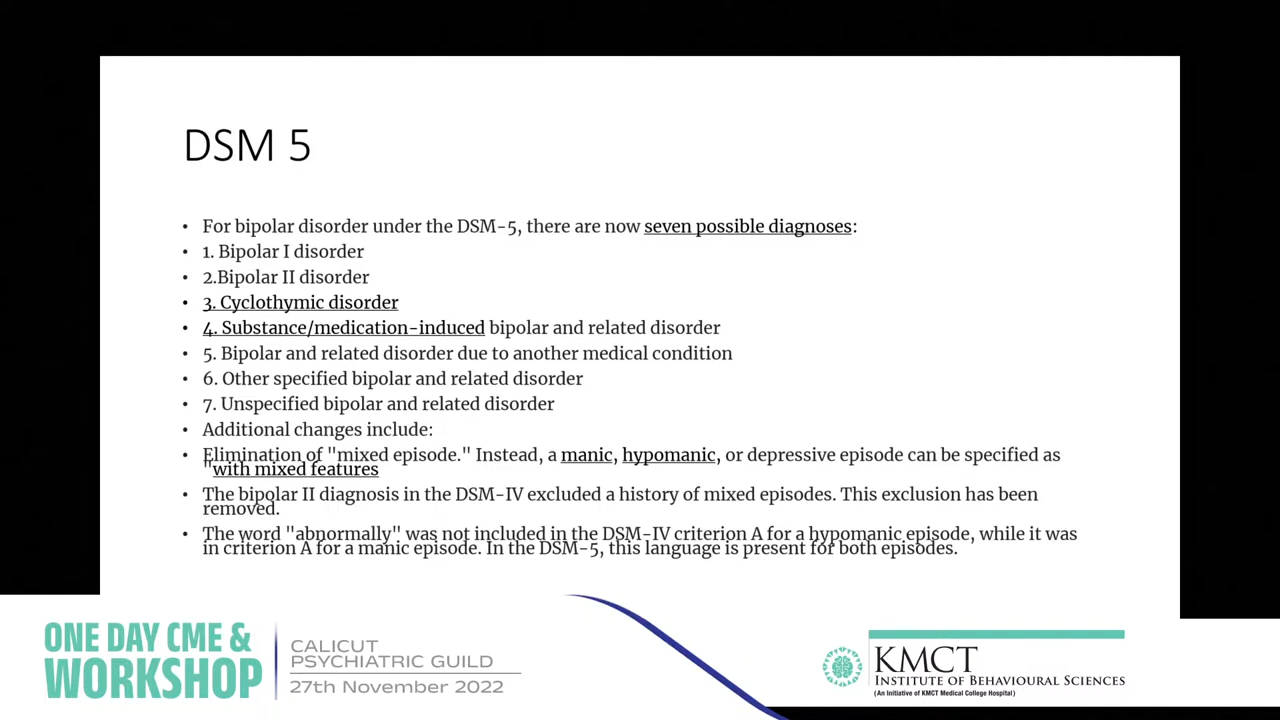 DSM 5
• For bipolar disorder under the DSM-5, there are now seven possible diagnoses:
• 1. Bipolar I disorder
• 2.Bipolar II disorder
• 3. Cyclothymic disorder
• 4. Substance/medication-induced bipolar and related disorder
• 5. Bipolar and related disorder due to another medical condition
• 6. Other specified bipolar and related disorder
• 7. Unspecified bipolar and related disorder
• Additional changes include:
• Elimination of "mixed episode." Instead, a manic, hypomanic, or depressive episode can be specified as
"with mixed features
• The bipolar II diagnosis in the DSM-IV excluded a history of mixed episodes. This exclusion has been
removed.
• The word "abnormally" was not included in the DSM-IV criterion A for a hypomanic episode, while it was
in criterion A for a manic episode. In the DSM-5, this language is present for both episodes.
ONE DAY CME &
WORKSHOP
CALICUT
PSYCHIATRIC GUILD
27th November 2022
KMCT
INSTITUTE OF BEHAVIOURAL SCIENCES
(An Initiative of KMCT Medical College Hospital)